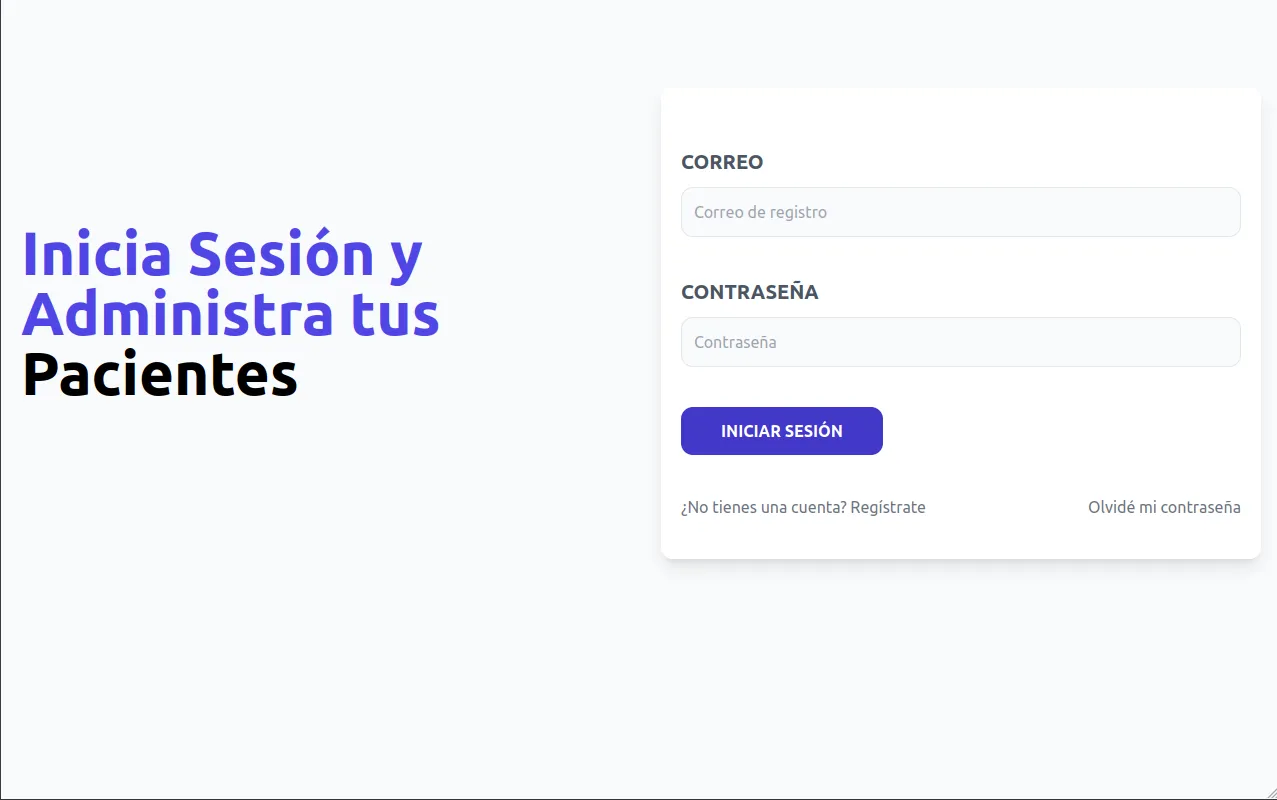 Inicia Sesión y
Administra tus
Pacientes
CORREO
Correo de registro
CONTRASEÑA
Contraseña
INICIAR SESIÓN
¿No tienes una cuenta? Regístrate
Olvidé mi contraseña